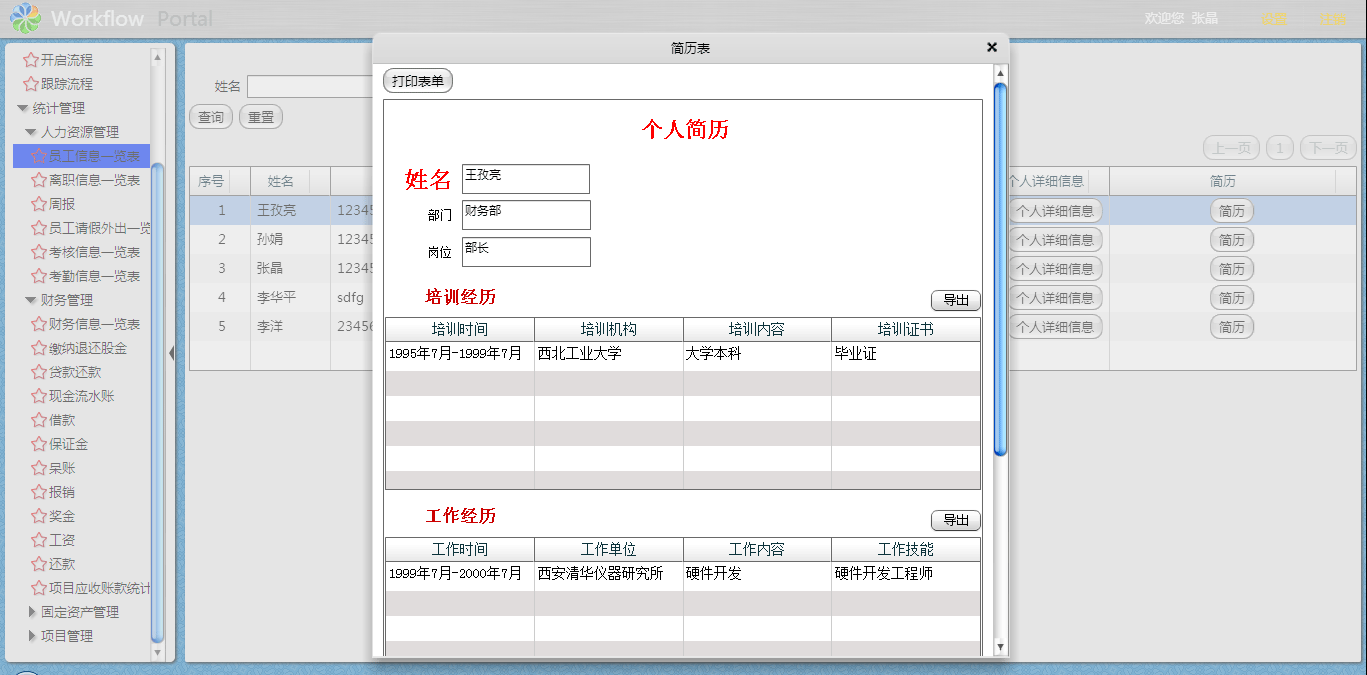 Workflow Portal
欢迎您 张晶
开启流程
跟踪流程
统计管理
人力资源管理
员工信息一览表
离职信息一览表
周报
员工请假外出一览
考核信息一览表
考勤信息一览表
财务管理
财务信息一览表
缴纳退还股金
贷款还款
现金流水账
借款
保证金
呆账
报销
奖金
工资
还款
项目应收账款统计
固定资产管理
项目管理
姓名
查询 重置
上一页 1 下一页
序号 姓名 个人详细信息 简历
1 王孜亮 12345 个人详细信息 简历
2 孙娟 12345 个人详细信息 简历
3 张晶 12345 个人详细信息 简历
4 李华平 sdfg 个人详细信息 简历
5 李洋 23456 个人详细信息 简历
简历表
打印表单
个人简历
姓名 王孜亮
部门 财务部
岗位 部长
培训经历 导出
培训时间 培训机构 培训内容 培训证书
1995年7月-1999年7月 西北工业大学 大学本科 毕业证
工作经历 导出
工作时间 工作单位 工作内容 工作技能
1999年7月-2000年7月 西安清华仪器研究所 硬件开发 硬件开发工程师